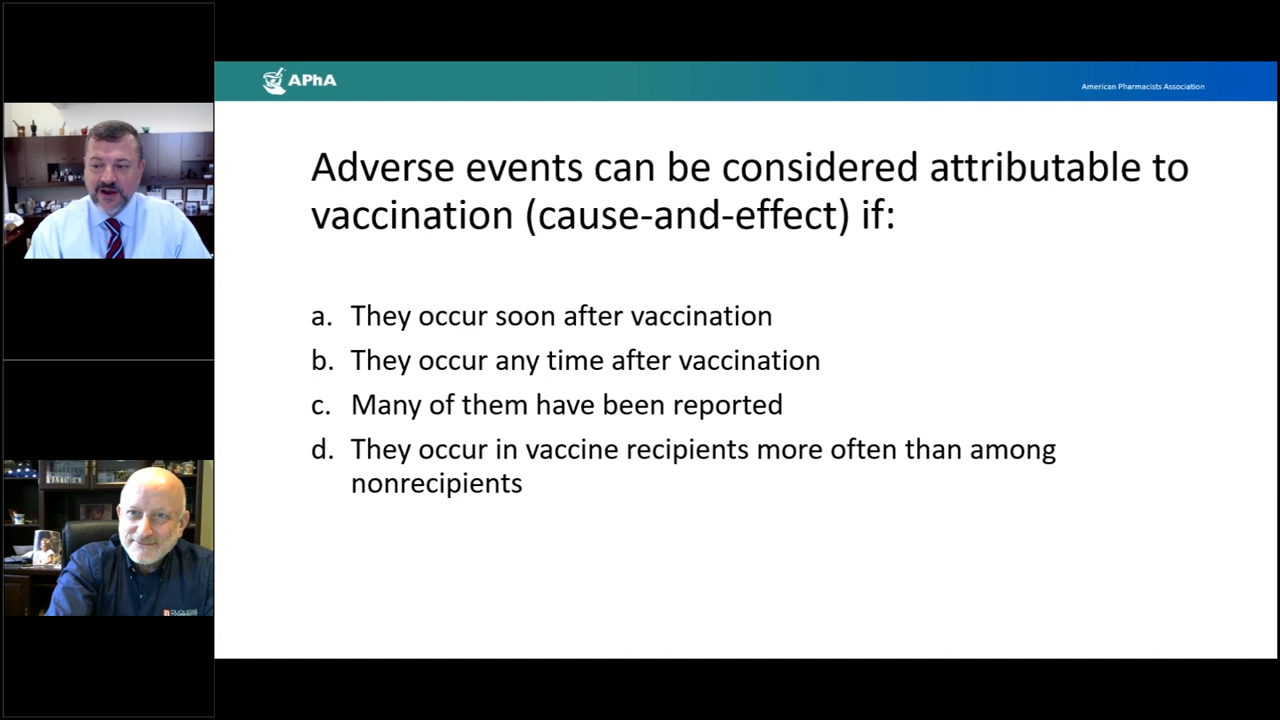 APhA
American Pharmacists Association
Adverse events can be considered attributable to
vaccination (cause-and-effect) if:
a. They occur soon after vaccination
b. They occur any time after vaccination
c. Many of them have been reported
d. They occur in vaccine recipients more often than among
nonrecipients